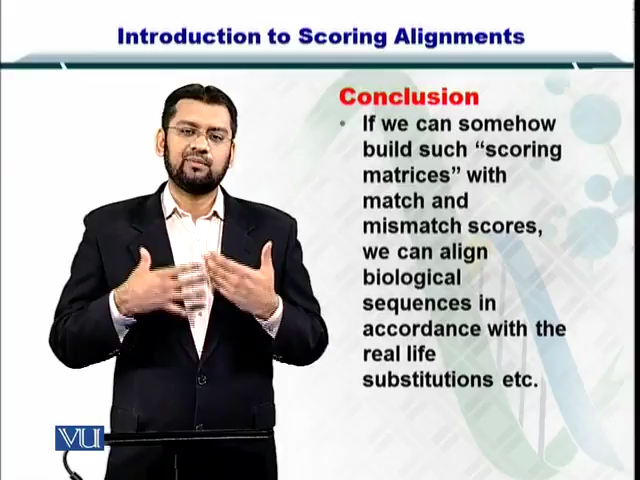 Introduction to Scoring Alignments
Conclusion
• If we can somehow
build such “scoring
matrices” with
match and
mismatch scores,
we can align
biological
sequences in
accordance with the
real life
substitutions etc.
VU